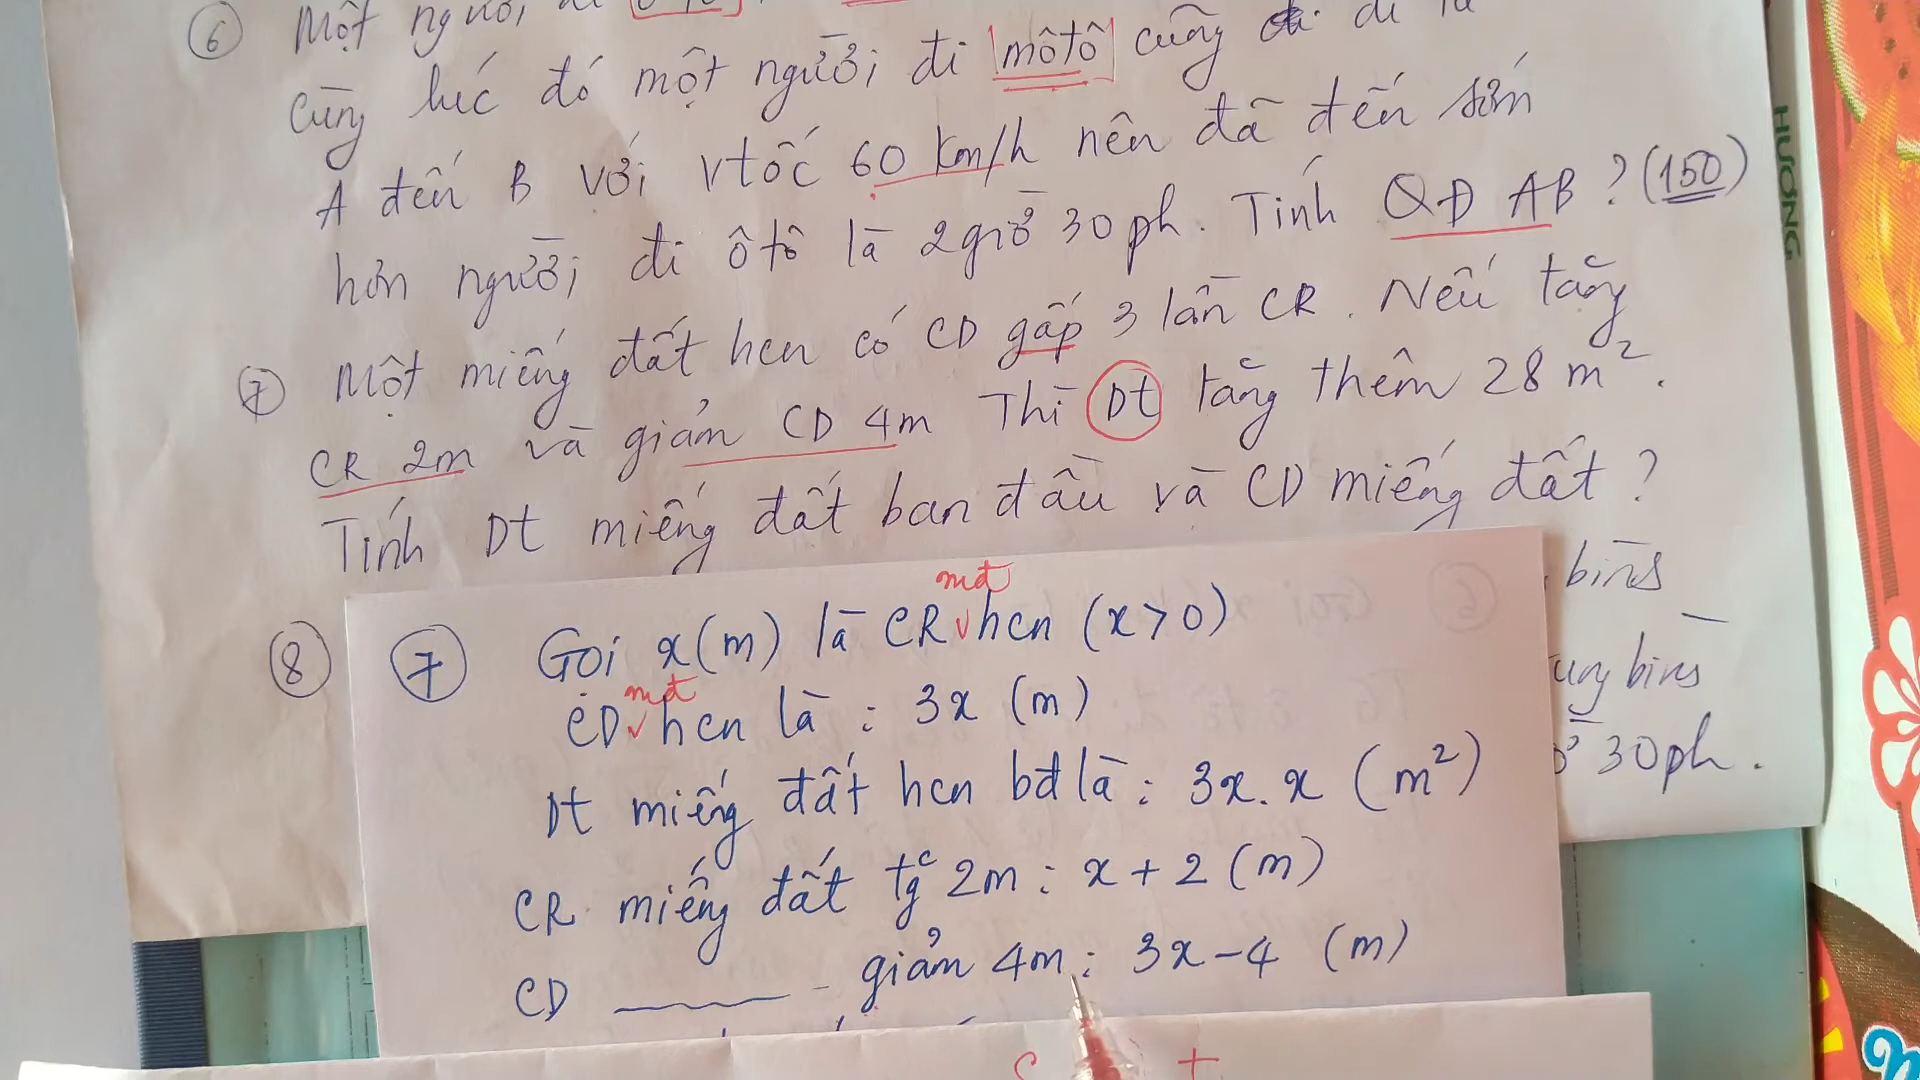 ⑥ Một người đi
cũng lúc đó một người đi môtô cũng đi
A đến B với vtốc 60 km/h nên đã đến sớm
hơn người đi ôtô là 2giờ 30ph. Tính QĐ AB? (150)
⑦ Một miếng đất hcn có CD gấp 3 lần CR. Nếu tăng
CR 2m và giảm CD 4m Thì Dt tăng thêm 28 m².
Tính Dt miếng đất ban đầu và CD miếng đất?
bình
⑧
30ph.
⑦ Gọi x(m) là CR mđ hcn (x>0)
CD mđ hcn là : 3x (m)
Dt miếng đất hcn bđ là : 3x.x (m²)
CR miếng đất tg 2m : x + 2 (m)
CD giảm 4m : 3x-4 (m)
HƯƠNG